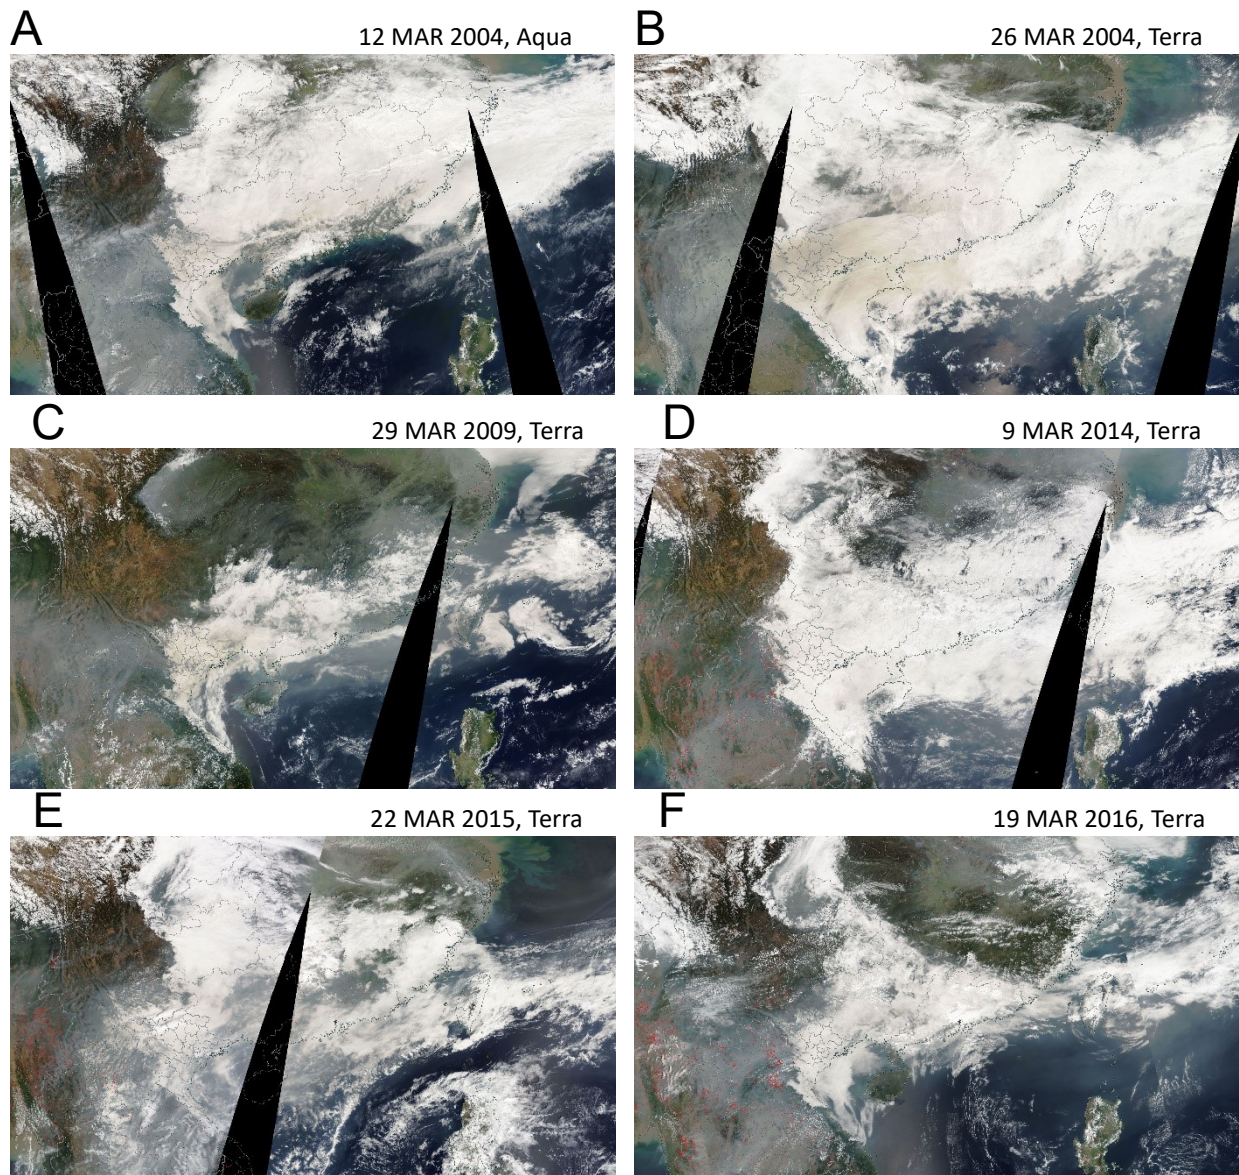 A
12 MAR 2004, Aqua
B
26 MAR 2004, Terra
C
29 MAR 2009, Terra
D
9 MAR 2014, Terra
E
22 MAR 2015, Terra
F
19 MAR 2016, Terra